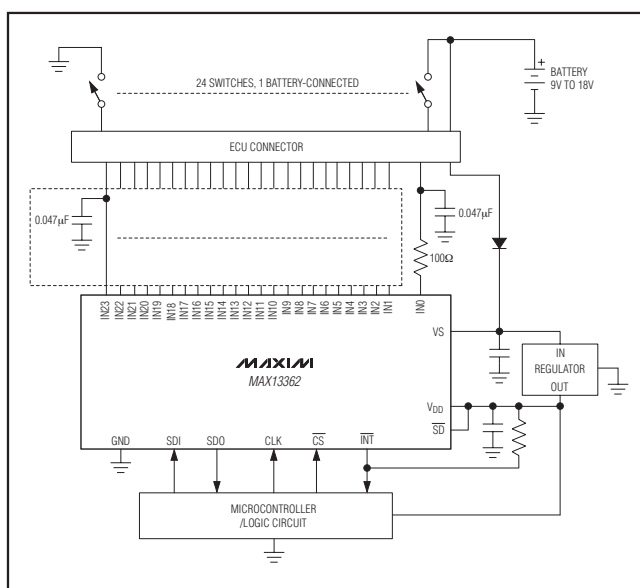 24 SWITCHES, 1 BATTERY-CONNECTED
+
BATTERY
9V TO 18V
ECU CONNECTOR
0.047µF
0.047µF
100Ω
IN23
IN22
IN21
IN20
IN19
IN18
IN17
IN16
IN15
IN14
IN13
IN12
IN11
IN10
IN9
IN8
IN7
IN6
IN5
IN4
IN3
IN2
IN1
IN0
VS
MAXIM
MAX13362
IN
REGULATOR
OUT
VDD
SD
GND
SDI
SDO
CLK
CS
INT
MICROCONTROLLER
/LOGIC CIRCUIT